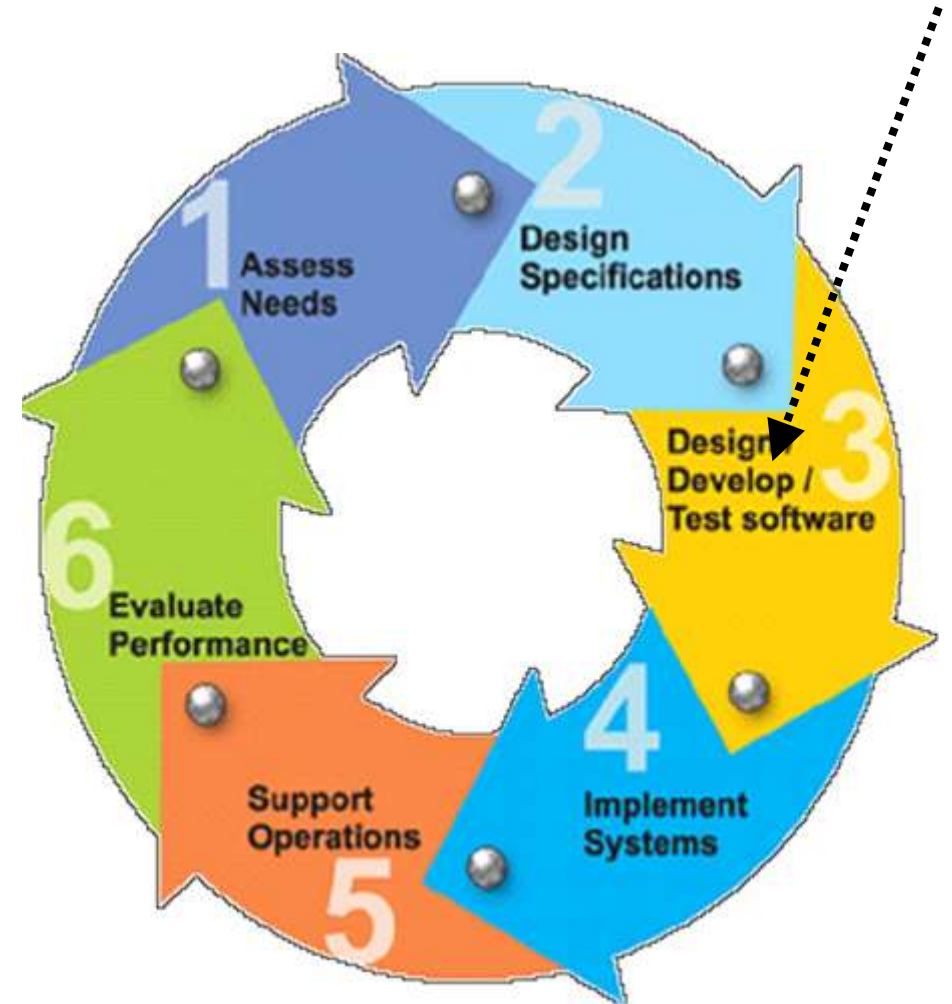 1
Assess
Needs
2
Design
Specifications
3
Design /
Develop /
Test software
4
Implement
Systems
5
Support
Operations
6
Evaluate
Performance